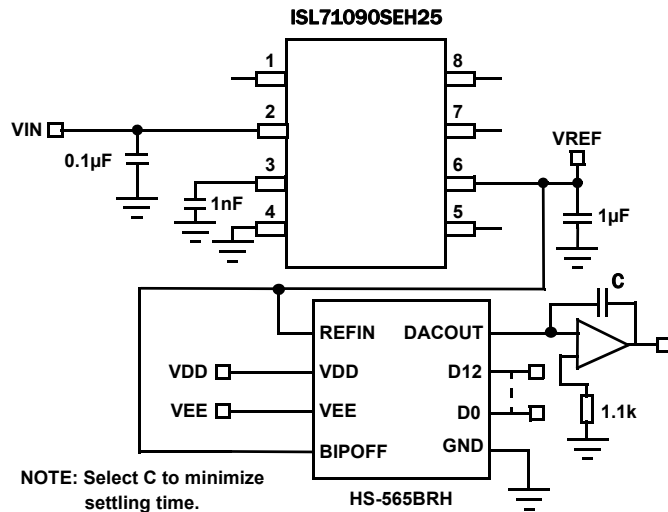 ISL71090SEH25
1 8
VIN 2 7
VREF
0.1µF 3 6
1nF 1µF
4 5
C
REFIN DACOUT
VDD VDD D12
VEE VEE D0
1.1k
BIPOFF GND
NOTE: Select C to minimize
settling time.
HS-565BRH